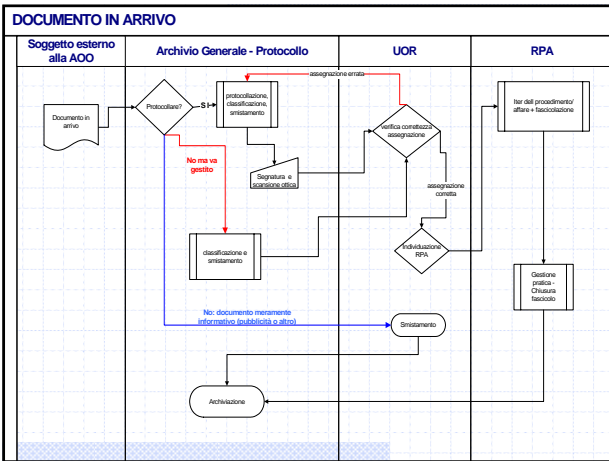 DOCUMENTO IN ARRIVO
Soggetto esterno
alla AOO
Archivio Generale - Protocollo
UOR
RPA
assegnazione errata
Documento in
arrivo
Protocollare?
S I
protocollazione,
classificazione,
smistamento
verifica correttezza
assegnazione
Iter dell procedimento/
affare + fascicolazione
No ma va
gestito
Segnatura e
scansione ottica
assegnazione
corretta
classificazione e
smistamento
Individuazione
RPA
Gestione
pratica -
Chiusura
fascicolo
No: documento meramente
informativo (pubblicità o altro)
Smistamento
Archiviazione